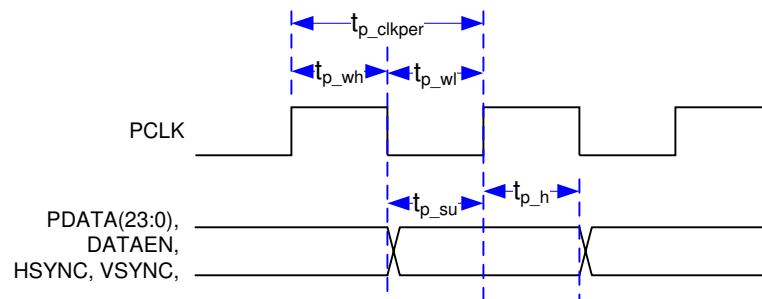 t_p_clkper
t_p_wh t_p_wl
PCLK
t_p_su t_p_h
PDATA(23:0),
DATAEN,
HSYNC, VSYNC,